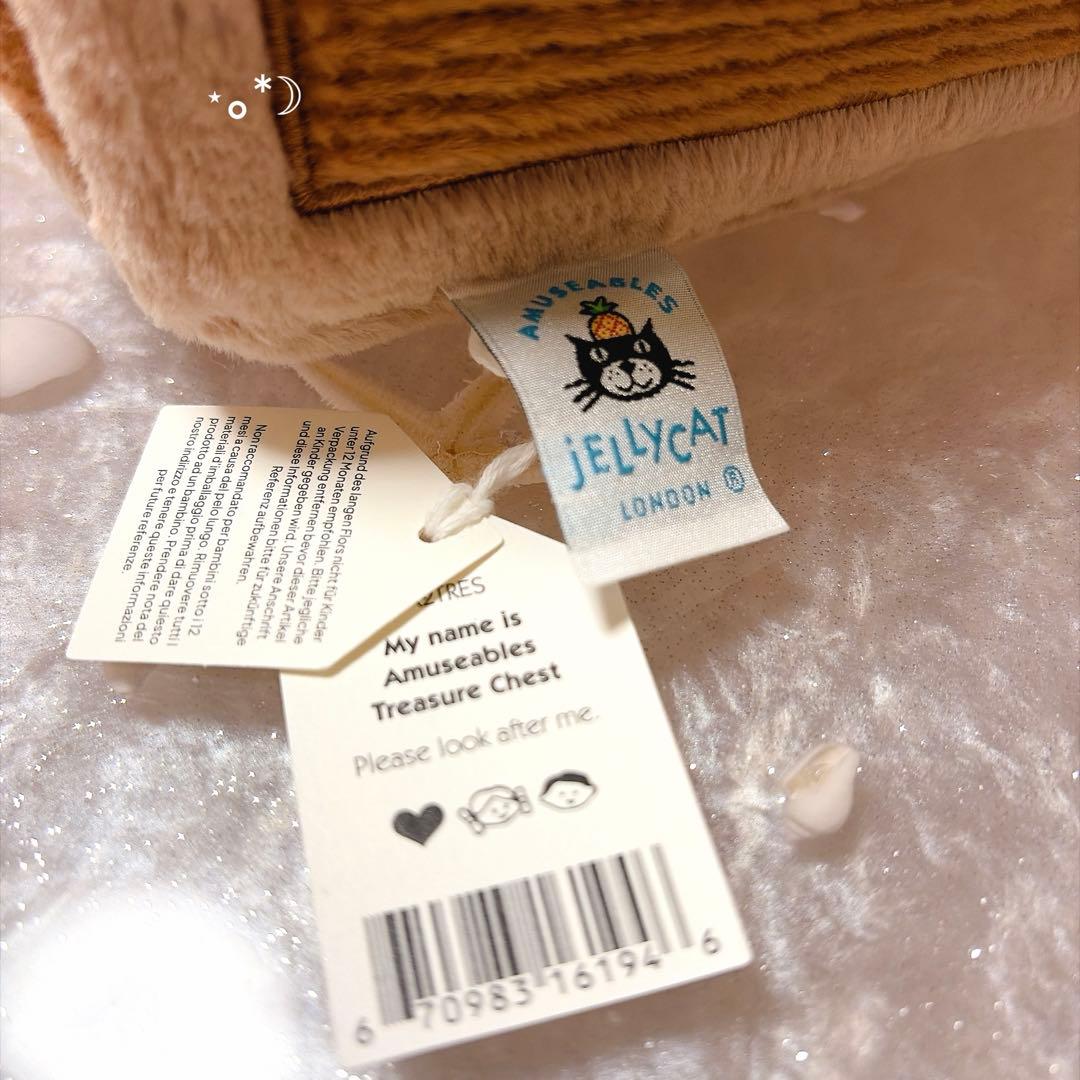 AMUSEABLES
JELLYCAT
LONDON ®
Aufgrund des langen Flors nicht für Kinder
unter 12 Monaten empfohlen. Bitte jegliche
Verpackung entfernen bevor dieser Artikel
an Kinder gegeben wird. Unsere Anschrift
und diese Informationen bitte für zukünftige
Referenz aufbewahren.
Non raccomandato per bambini sotto i 12
mesi a causa del pelo lungo. Rimuovere tutti i
materiali d'imballaggio prima di dare questo
prodotto ad un bambino. Prendere nota del
nostro indirizzo e tenere queste informazioni
per future referenze.
My name is
Amuseables
Treasure Chest
Please look after me.
6 70983 16194 6